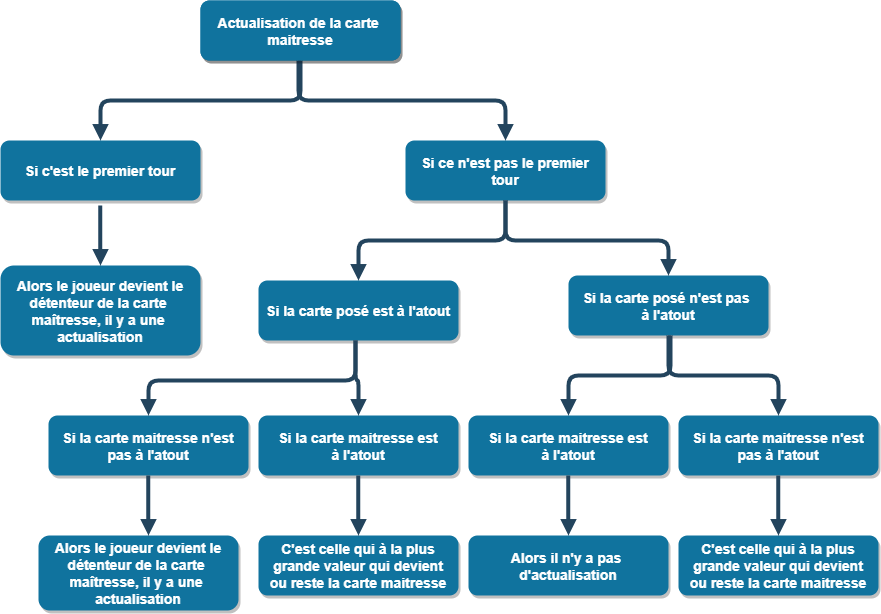 Actualisation de la carte
maitresse
Si c'est le premier tour
Si ce n'est pas le premier
tour
Alors le joueur devient le
détenteur de la carte
maîtresse, il y a une
actualisation
Si la carte posé est à l'atout
Si la carte posé n'est pas
à l'atout
Si la carte maitresse n'est
pas à l'atout
Si la carte maitresse est
à l'atout
Si la carte maitresse est
à l'atout
Si la carte maitresse n'est
pas à l'atout
Alors le joueur devient le
détenteur de la carte
maîtresse, il y a une
actualisation
C'est celle qui à la plus
grande valeur qui devient
ou reste la carte maitresse
Alors il n'y a pas
d'actualisation
C'est celle qui à la plus
grande valeur qui devient
ou reste la carte maitresse